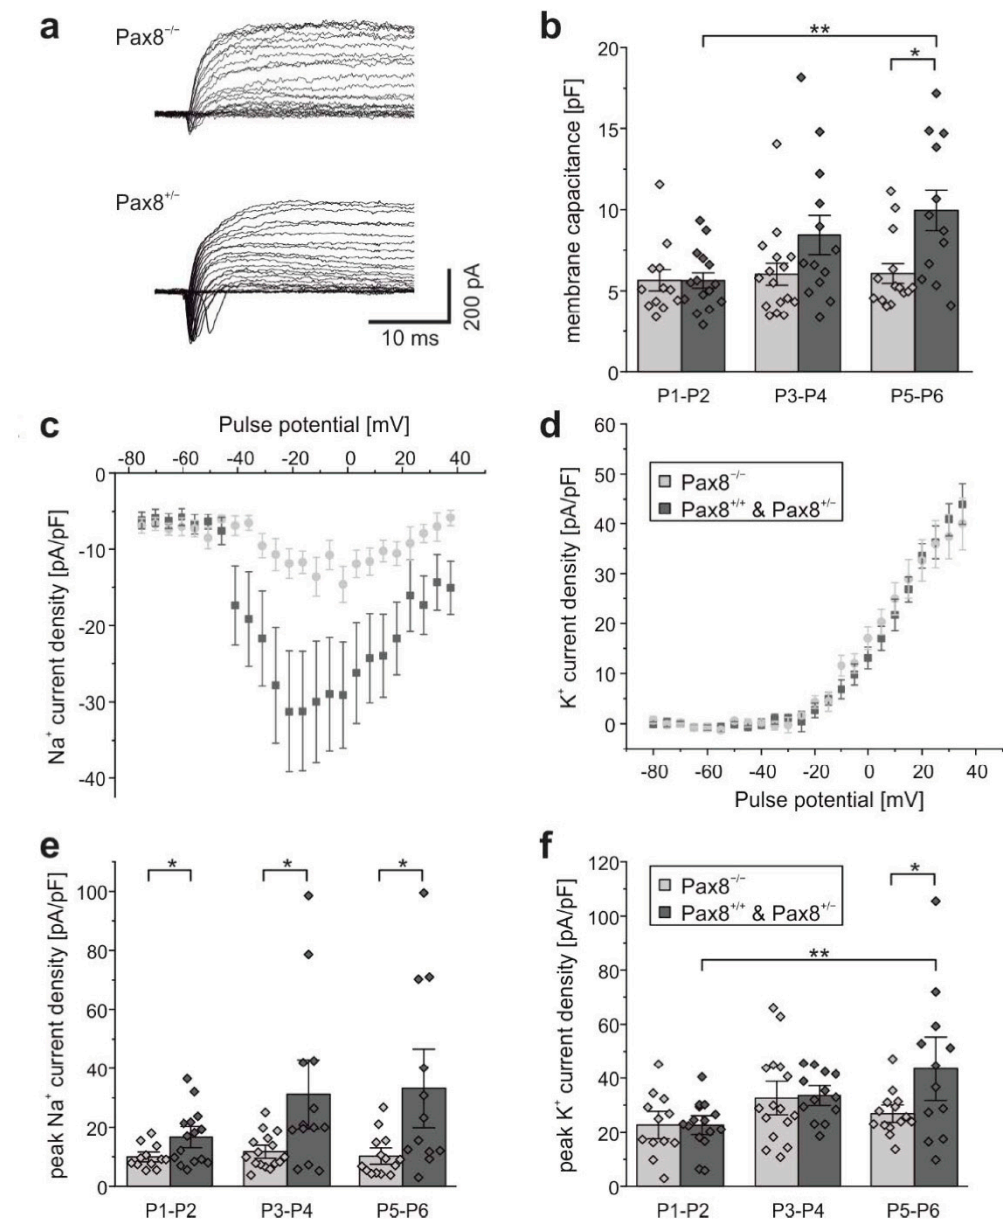 a
Pax8−/−
Pax8+/−
200 pA
10 ms
b
**
*
membrane capacitance [pF]
20
15
10
5
0
P1-P2 P3-P4 P5-P6
c
Pulse potential [mV]
-80 -60 -40 -20 0 20 40
Na+ current density [pA/pF]
0
-10
-20
-30
-40
d
K+ current density [pA/pF]
60
50
40
30
20
10
0
Pax8−/−
Pax8+/+ & Pax8+/−
-80 -60 -40 -20 0 20 40
Pulse potential [mV]
e
* * *
peak Na+ current density [pA/pF]
100
80
60
40
20
0
P1-P2 P3-P4 P5-P6
f
peak K+ current density [pA/pF]
120
100
80
60
40
20
0
Pax8−/−
Pax8+/+ & Pax8+/−
*
**
P1-P2 P3-P4 P5-P6